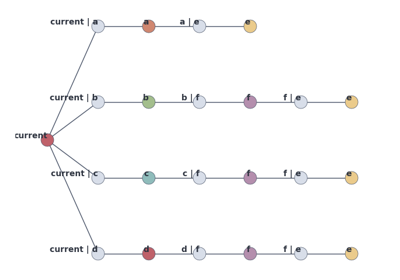 current | a a a | e e
current | b b b | f f f | e e
current
current | c c c | f f f | e e
current | d d d | f f f | e e